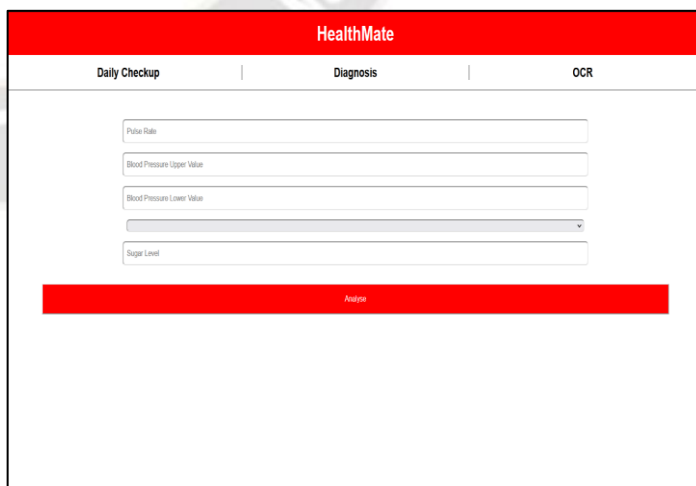 HealthMate
Daily Checkup | Diagnosis | OCR
Pulse Rate
Blood Pressure Upper Value
Blood Pressure Lower Value
Sugar Level
Analyse